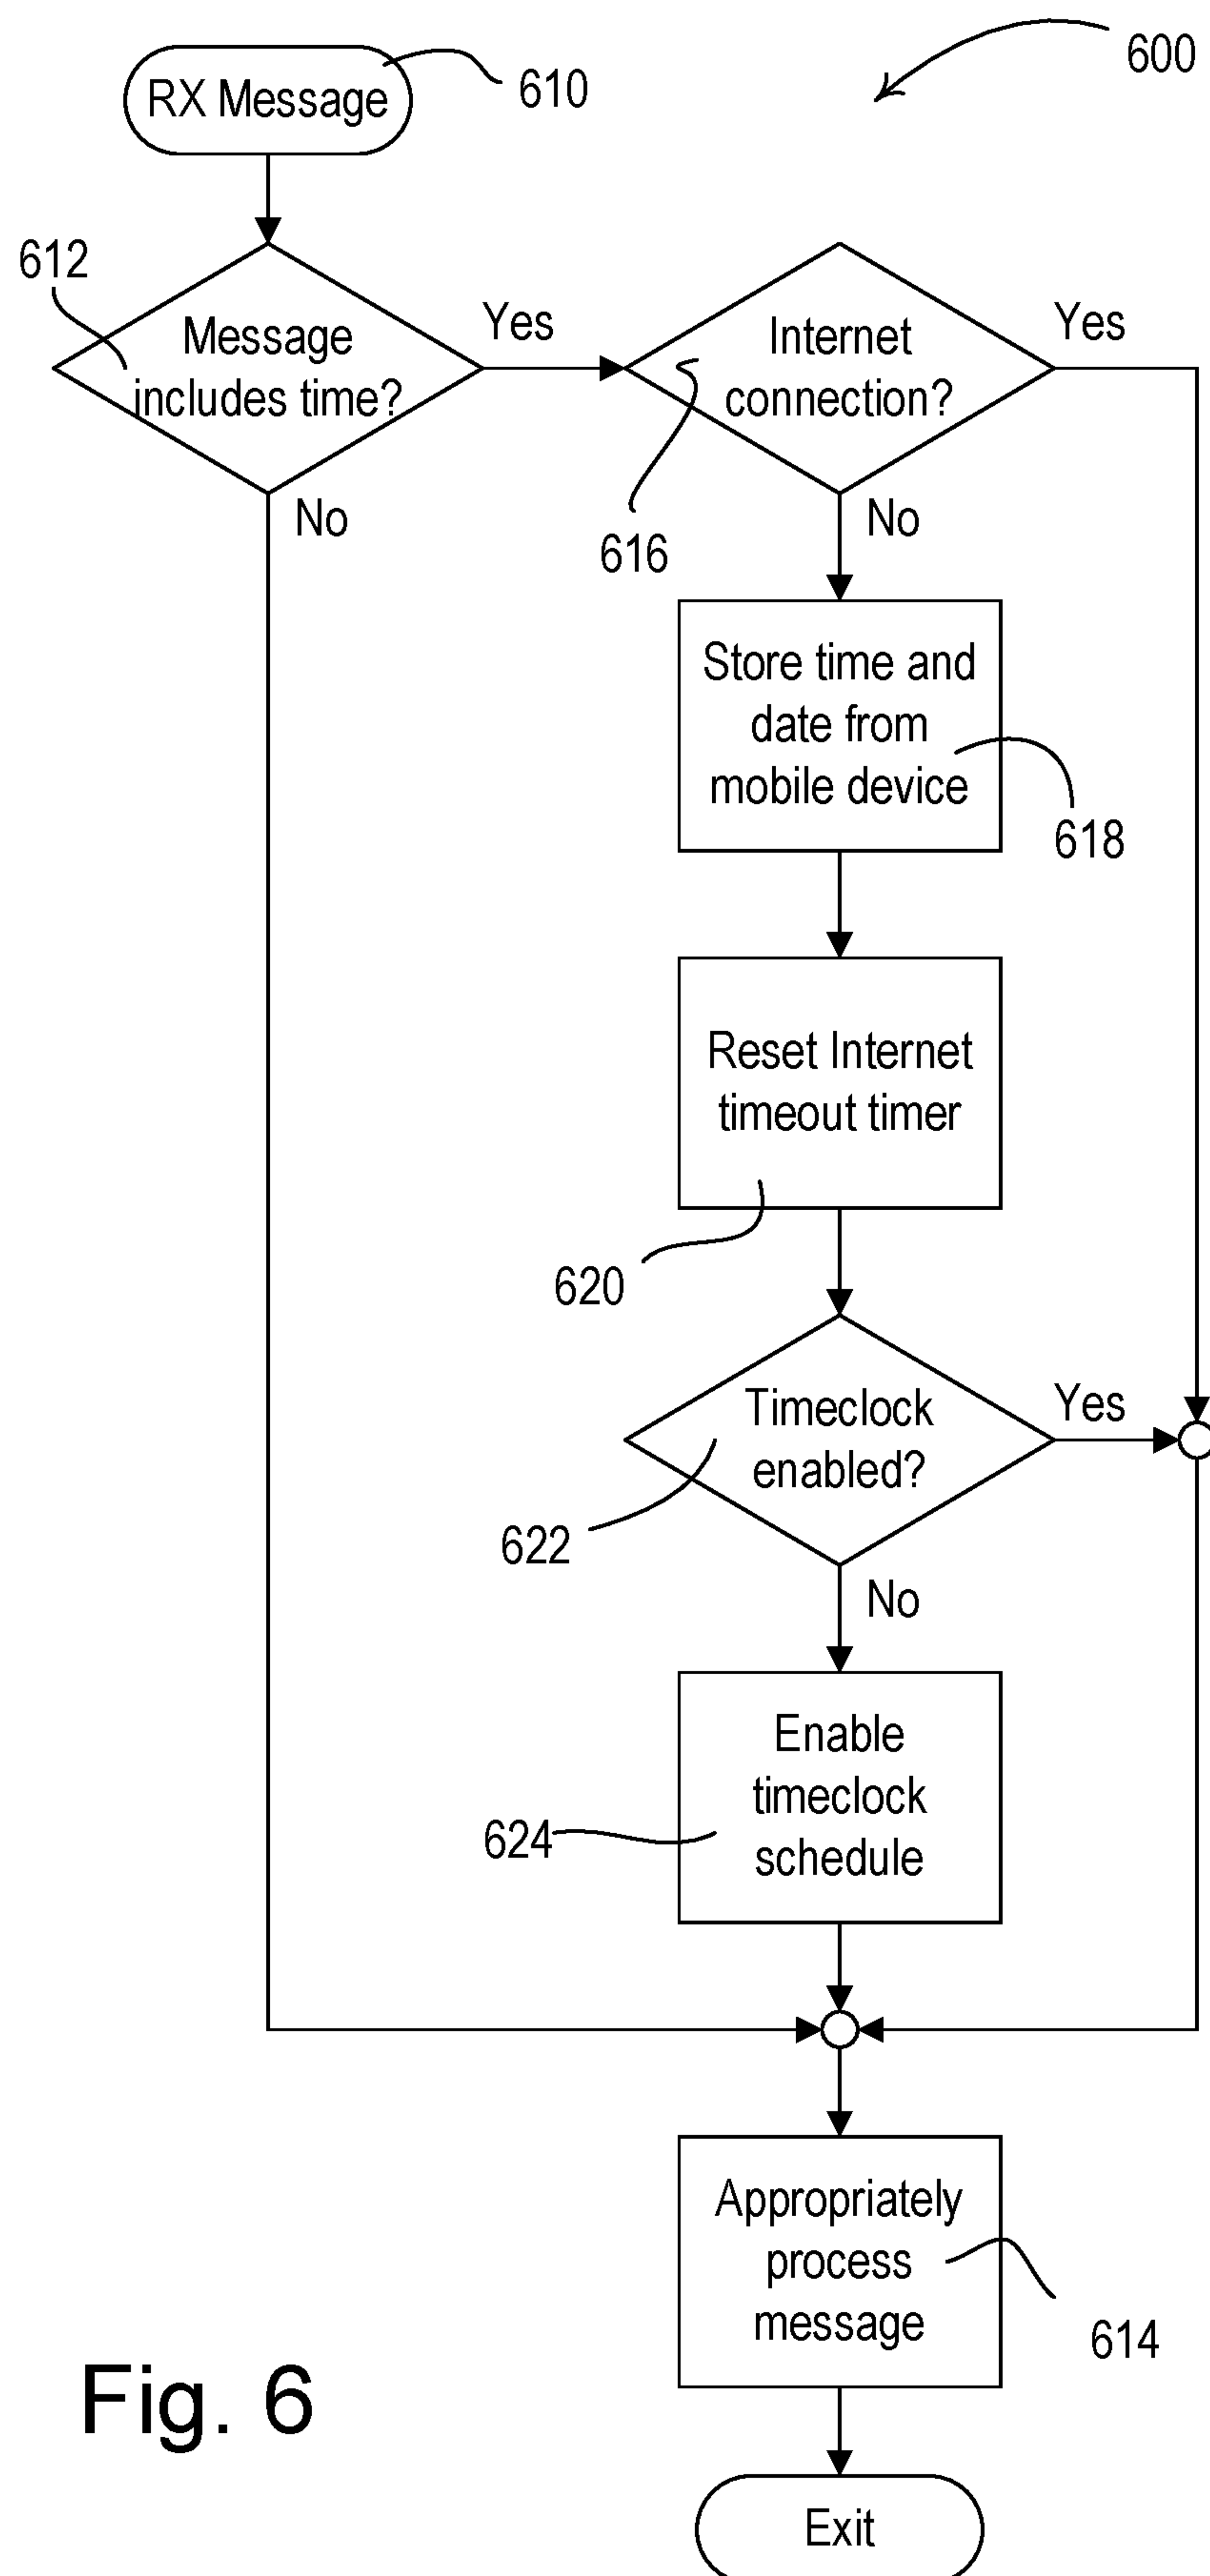 600
RX Message
610
612
Message
includes time?
Yes
No
Internet
connection?
Yes
No
616
Store time and
date from
mobile device
618
Reset Internet
timeout timer
620
Timeclock
enabled?
Yes
No
622
Enable
timeclock
schedule
624
Appropriately
process
message
614
Exit
Fig. 6